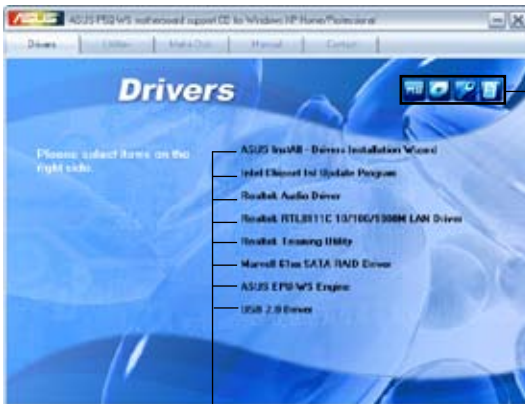 ASUS
ASUS P5Q WS motherboard support CD for Windows XP Home/Professional
Drivers
Utilities
Make Disk
Manual
Contact
Drivers
Please select items on the
right side.
ASUS InstAll - Drivers Installation Wizard
Intel Chipset Inf Update Program
Realtek Audio Driver
Realtek RTL8111C 10/100/1000M LAN Driver
Realtek Teaming Utility
Marvell 61xx SATA RAID Driver
ASUS EPU WS Engine
USB 2.0 Driver